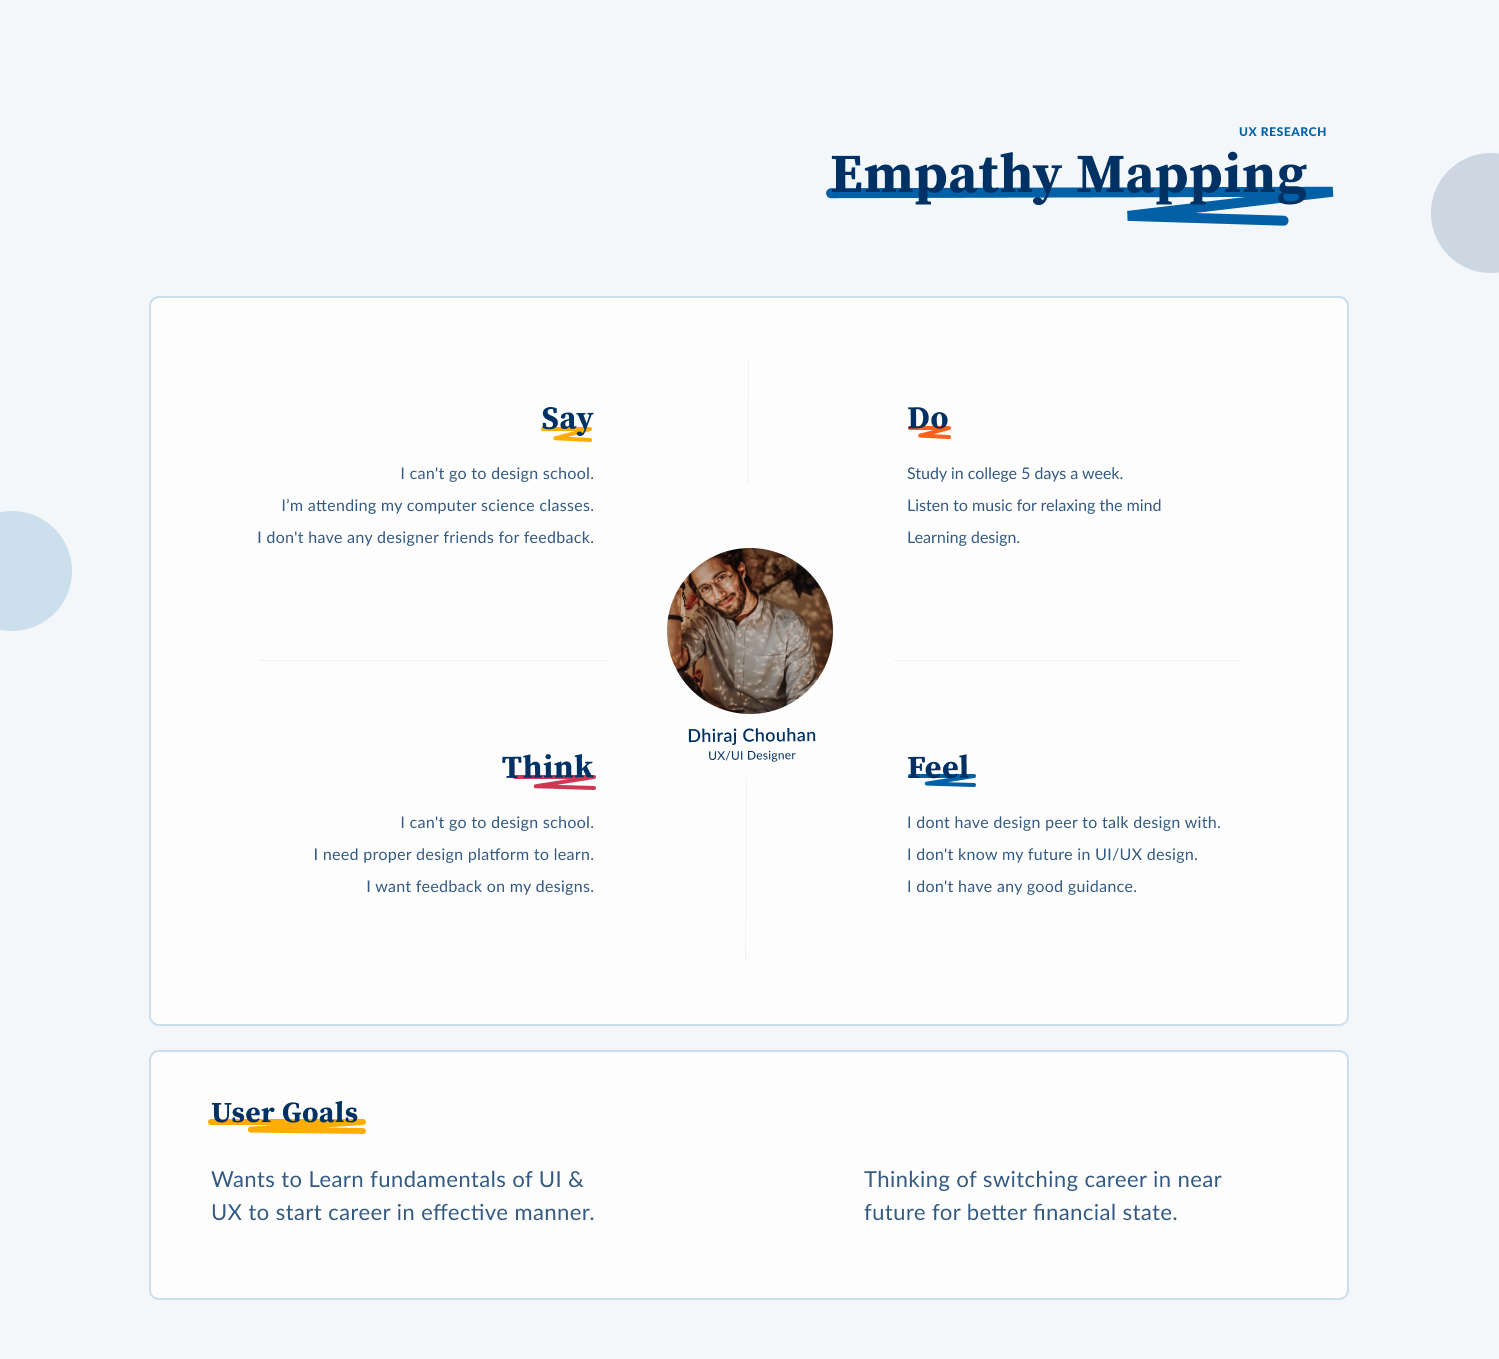 UX RESEARCH
Empathy Mapping
Say
I can't go to design school.
I’m attending my computer science classes.
I don't have any designer friends for feedback.
Do
Study in college 5 days a week.
Listen to music for relaxing the mind
Learning design.
Dhiraj Chouhan
UX/UI Designer
Think
I can't go to design school.
I need proper design platform to learn.
I want feedback on my designs.
Feel
I dont have design peer to talk design with.
I don't know my future in UI/UX design.
I don't have any good guidance.
User Goals
Wants to Learn fundamentals of UI &
UX to start career in effective manner.
Thinking of switching career in near
future for better financial state.